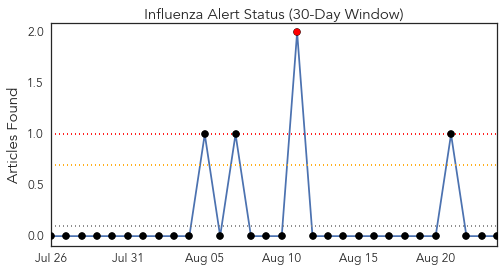 Influenza Alert Status (30-Day Window)
Articles Found
2.0
1.5
1.0
0.5
0.0
Jul 26 Jul 31 Aug 05 Aug 10 Aug 15 Aug 20